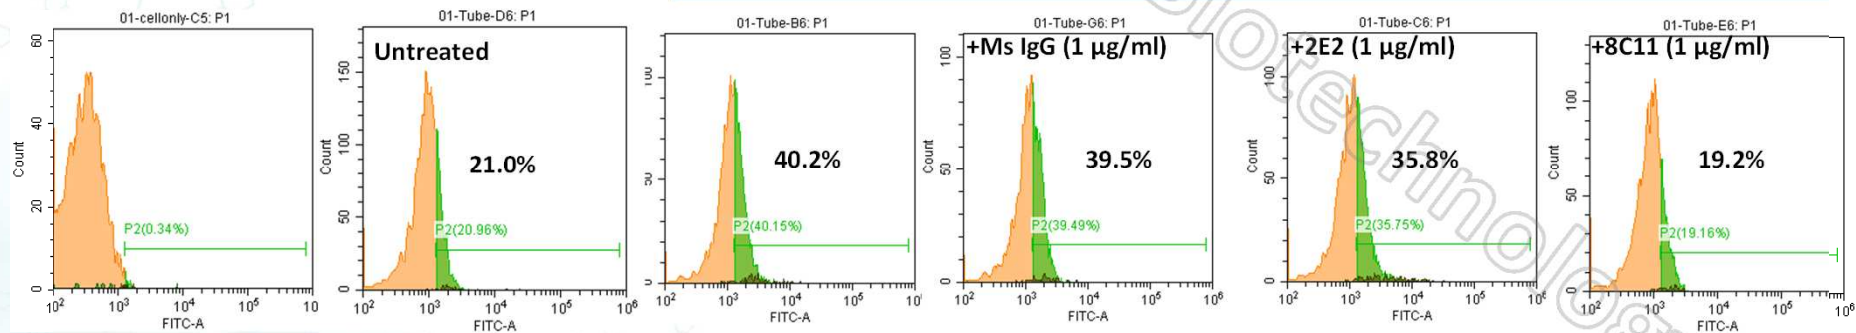 01-cellonly-C5: P1
60
40
20
0
Count
P2(0.34%)
10² 10³ 10⁴ 10⁵ 10
FITC-A
01-Tube-D6: P1
Untreated
150
100
50
0
Count
21.0%
P2(20.96%)
10² 10³ 10⁴ 10⁵ 10⁶
FITC-A
01-Tube-B6: P1
0
40.2%
P2(40.15%)
10² 10³ 10⁴ 10⁵
FITC-A
01-Tube-G6: P1
+Ms IgG (1 µg/ml)
100
50
0
Count
39.5%
P2(39.49%)
10² 10³ 10⁴ 10⁵ 10⁶
FITC-A
01-Tube-C6: P1
+2E2 (1 µg/ml)
100
50
0
Count
35.8%
P2(35.75%)
10² 10³ 10⁴ 10⁵ 10⁶
FITC-A
01-Tube-E6: P1
+8C11 (1 µg/ml)
100
50
0
Count
19.2%
P2(19.16%)
10² 10³ 10⁴ 10⁵ 10⁶
FITC-A